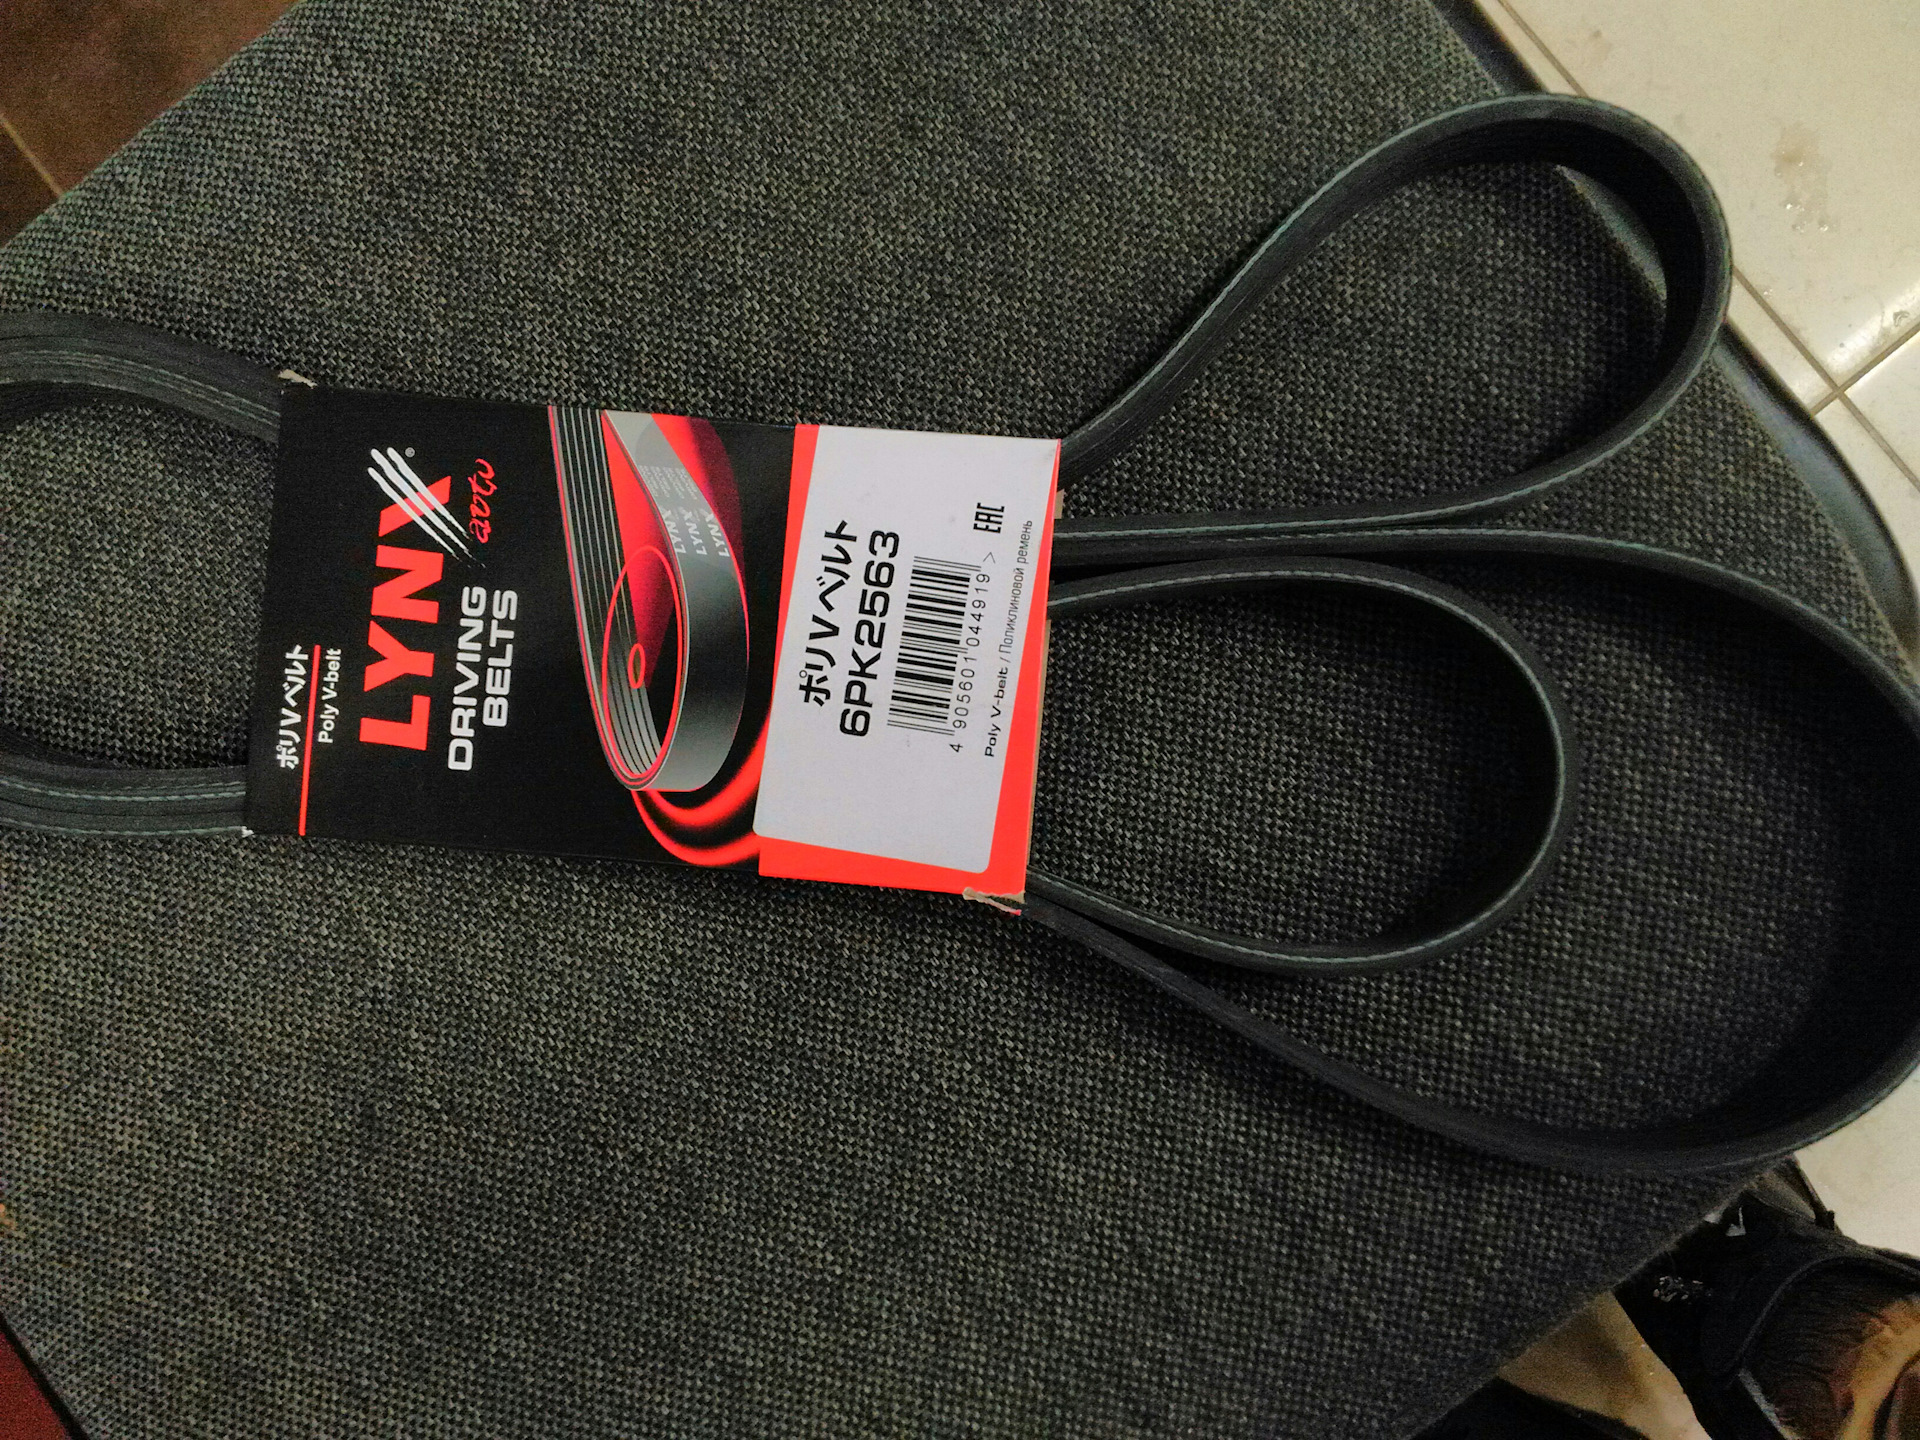 ポリVベルト
Poly V-belt
LYNX®
auto
DRIVING
BELTS
LYNX
LYNX
LYNX
ポリVベルト
6PK2563
4 905601 044919 >
EAC
Poly V-belt / Поликлиновой ремень